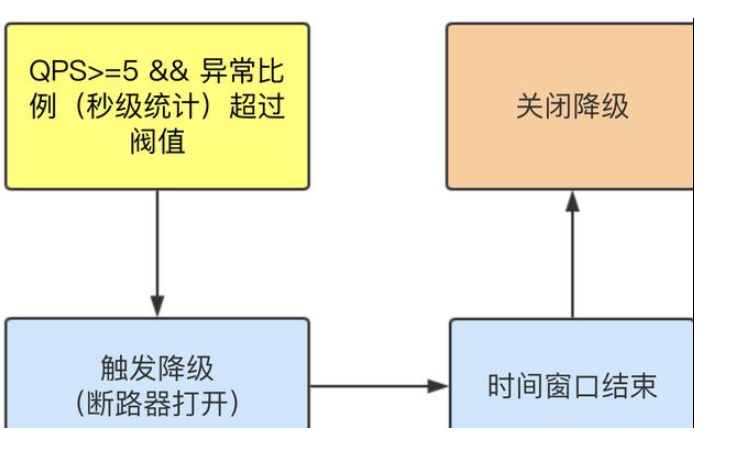 QPS>=5 && 异常比
例（秒级统计）超过
阀值
关闭降级
触发降级
（断路器打开）
时间窗口结束